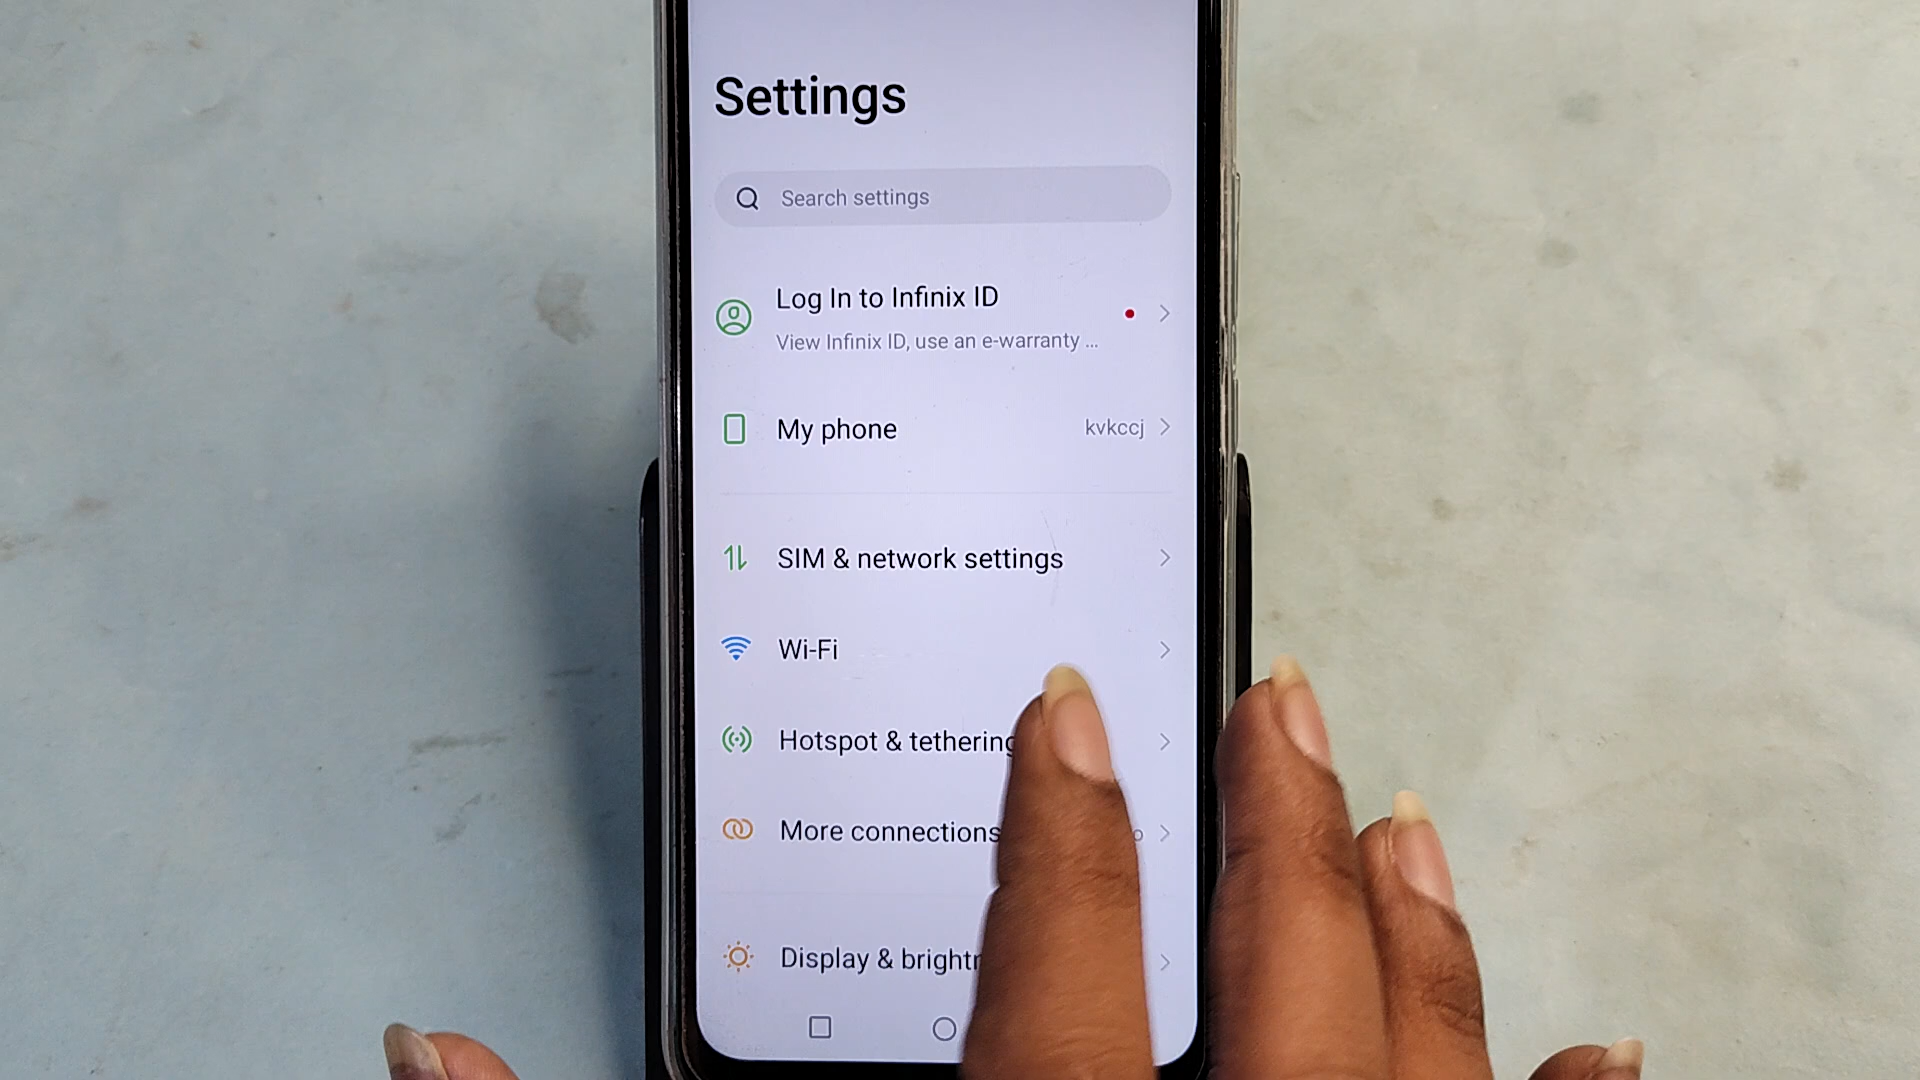 Settings
Search settings
Log In to Infinix ID
View Infinix ID, use an e-warranty ...
My phone
kvkccj
SIM & network settings
Wi-Fi
Hotspot & tethering
More connections
Display &